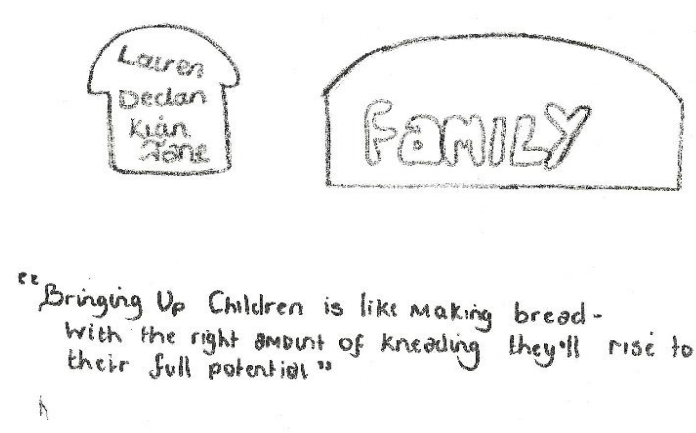 Lauren
Declan
Kian
Jane
FaMILY
"Bringing Up Children is like Making bread-
With the right amount of kneading they'll rise to
their full potential"